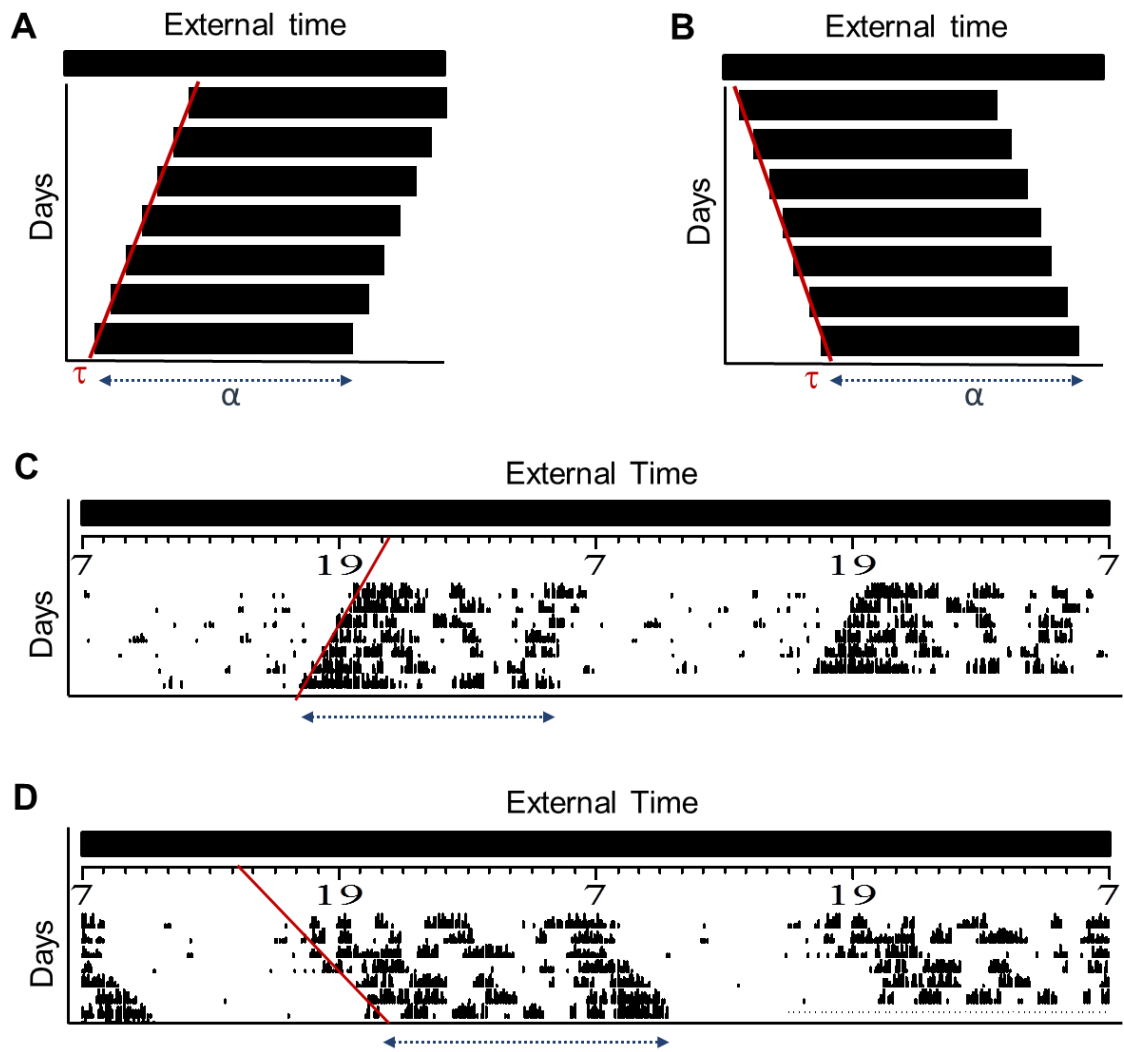 A
External time
Days
τ
α
B
External time
Days
τ
α
C
External Time
7 19 7 19 7
Days
D
External Time
7 19 7 19 7
Days